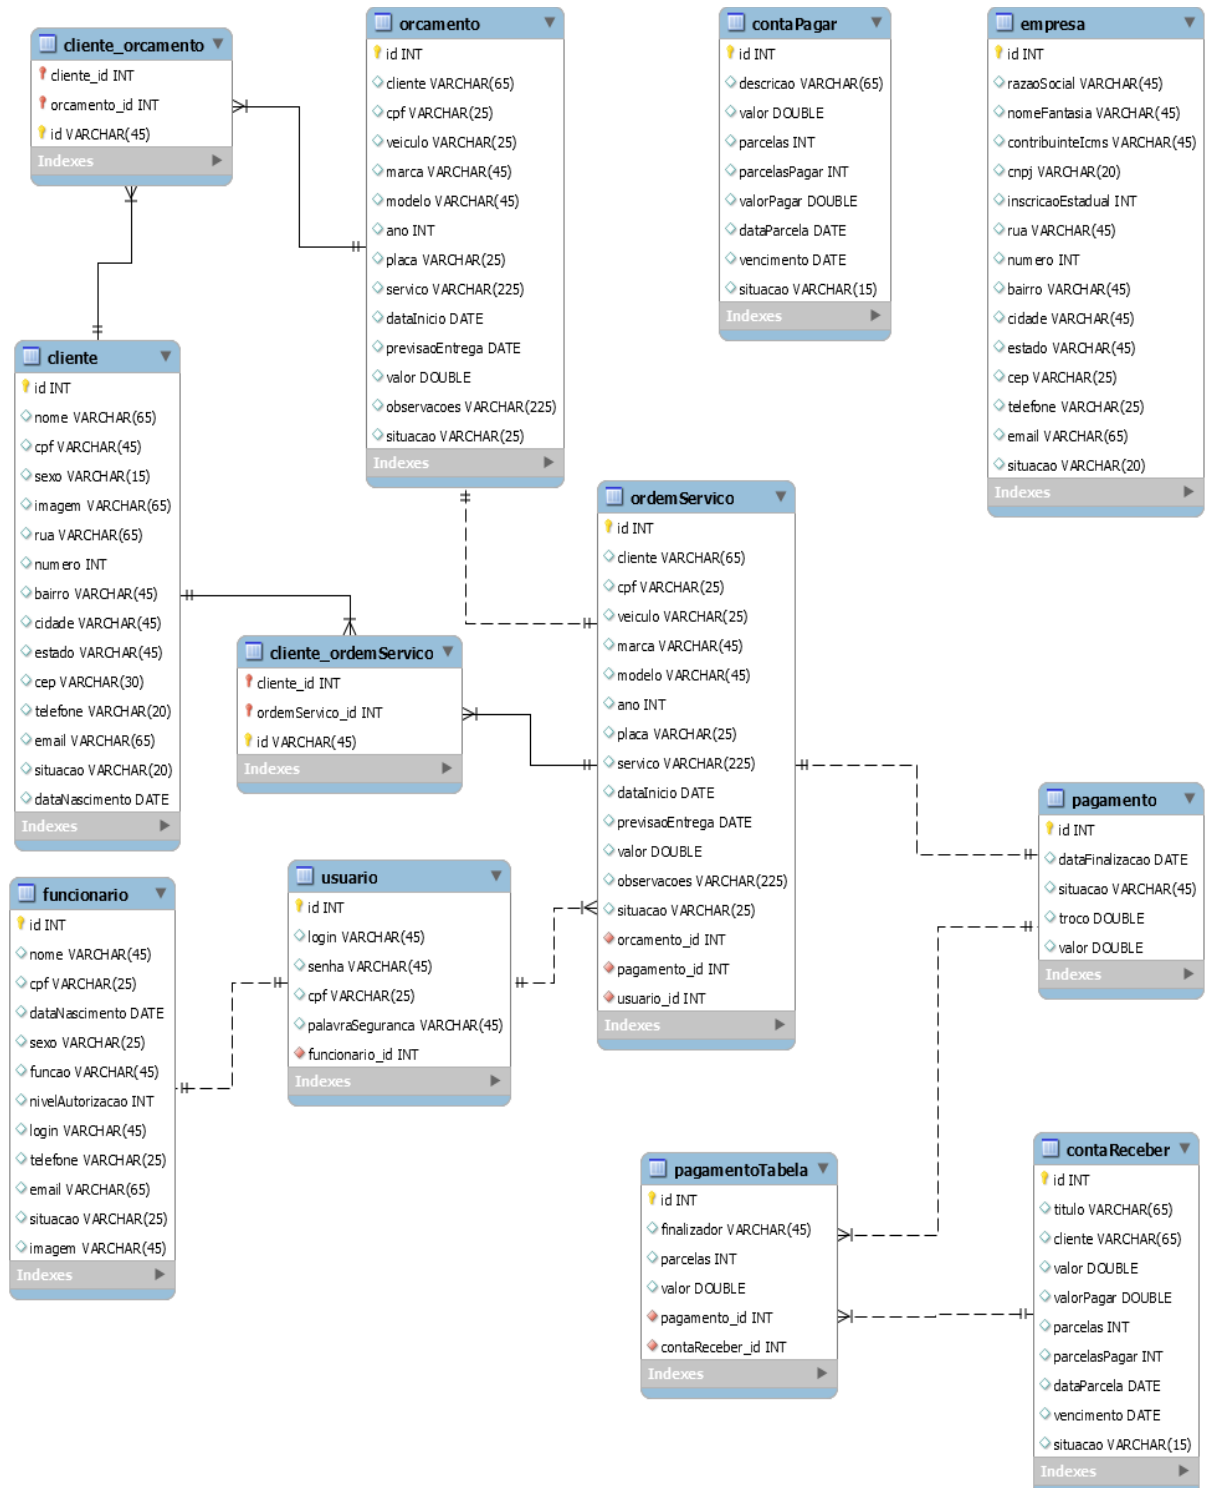 cliente_orcamento
cliente_id INT
orcamento_id INT
id VARCHAR(45)
Indexes
orcamento
id INT
cliente VARCHAR(65)
cpf VARCHAR(25)
veiculo VARCHAR(25)
marca VARCHAR(45)
modelo VARCHAR(45)
ano INT
placa VARCHAR(25)
servico VARCHAR(225)
dataInicio DATE
previsaoEntrega DATE
valor DOUBLE
observacoes VARCHAR(225)
situacao VARCHAR(25)
Indexes
contaPagar
id INT
descricao VARCHAR(65)
valor DOUBLE
parcelas INT
parcelasPagar INT
valorPagar DOUBLE
dataParcela DATE
vencimento DATE
situacao VARCHAR(15)
Indexes
empresa
id INT
razaoSocial VARCHAR(45)
nomeFantasia VARCHAR(45)
contribuinteIcms VARCHAR(45)
cnpj VARCHAR(20)
inscricaoEstadual INT
rua VARCHAR(45)
numero INT
bairro VARCHAR(45)
cidade VARCHAR(45)
estado VARCHAR(45)
cep VARCHAR(25)
telefone VARCHAR(25)
email VARCHAR(65)
situacao VARCHAR(20)
Indexes
cliente
id INT
nome VARCHAR(65)
cpf VARCHAR(45)
sexo VARCHAR(15)
imagem VARCHAR(65)
rua VARCHAR(65)
numero INT
bairro VARCHAR(45)
cidade VARCHAR(45)
estado VARCHAR(45)
cep VARCHAR(30)
telefone VARCHAR(20)
email VARCHAR(65)
situacao VARCHAR(20)
dataNascimento DATE
Indexes
cliente_ordemServico
cliente_id INT
ordemServico_id INT
id VARCHAR(45)
Indexes
ordemServico
id INT
cliente VARCHAR(65)
cpf VARCHAR(25)
veiculo VARCHAR(25)
marca VARCHAR(45)
modelo VARCHAR(45)
ano INT
placa VARCHAR(25)
servico VARCHAR(225)
dataInicio DATE
previsaoEntrega DATE
valor DOUBLE
observacoes VARCHAR(225)
situacao VARCHAR(25)
orcamento_id INT
pagamento_id INT
usuario_id INT
Indexes
pagamento
id INT
dataFinalizacao DATE
situacao VARCHAR(45)
troco DOUBLE
valor DOUBLE
Indexes
funcionario
id INT
nome VARCHAR(45)
cpf VARCHAR(25)
dataNascimento DATE
sexo VARCHAR(25)
funcao VARCHAR(45)
nivelAutorizacao INT
login VARCHAR(45)
telefone VARCHAR(25)
email VARCHAR(65)
situacao VARCHAR(25)
imagem VARCHAR(45)
Indexes
usuario
id INT
login VARCHAR(45)
senha VARCHAR(45)
cpf VARCHAR(25)
palavraSeguranca VARCHAR(45)
funcionario_id INT
Indexes
pagamentoTabela
id INT
finalizador VARCHAR(45)
parcelas INT
valor DOUBLE
pagamento_id INT
contaReceber_id INT
Indexes
contaReceber
id INT
titulo VARCHAR(65)
cliente VARCHAR(65)
valor DOUBLE
valorPagar DOUBLE
parcelas INT
parcelasPagar INT
dataParcela DATE
vencimento DATE
situacao VARCHAR(15)
Indexes